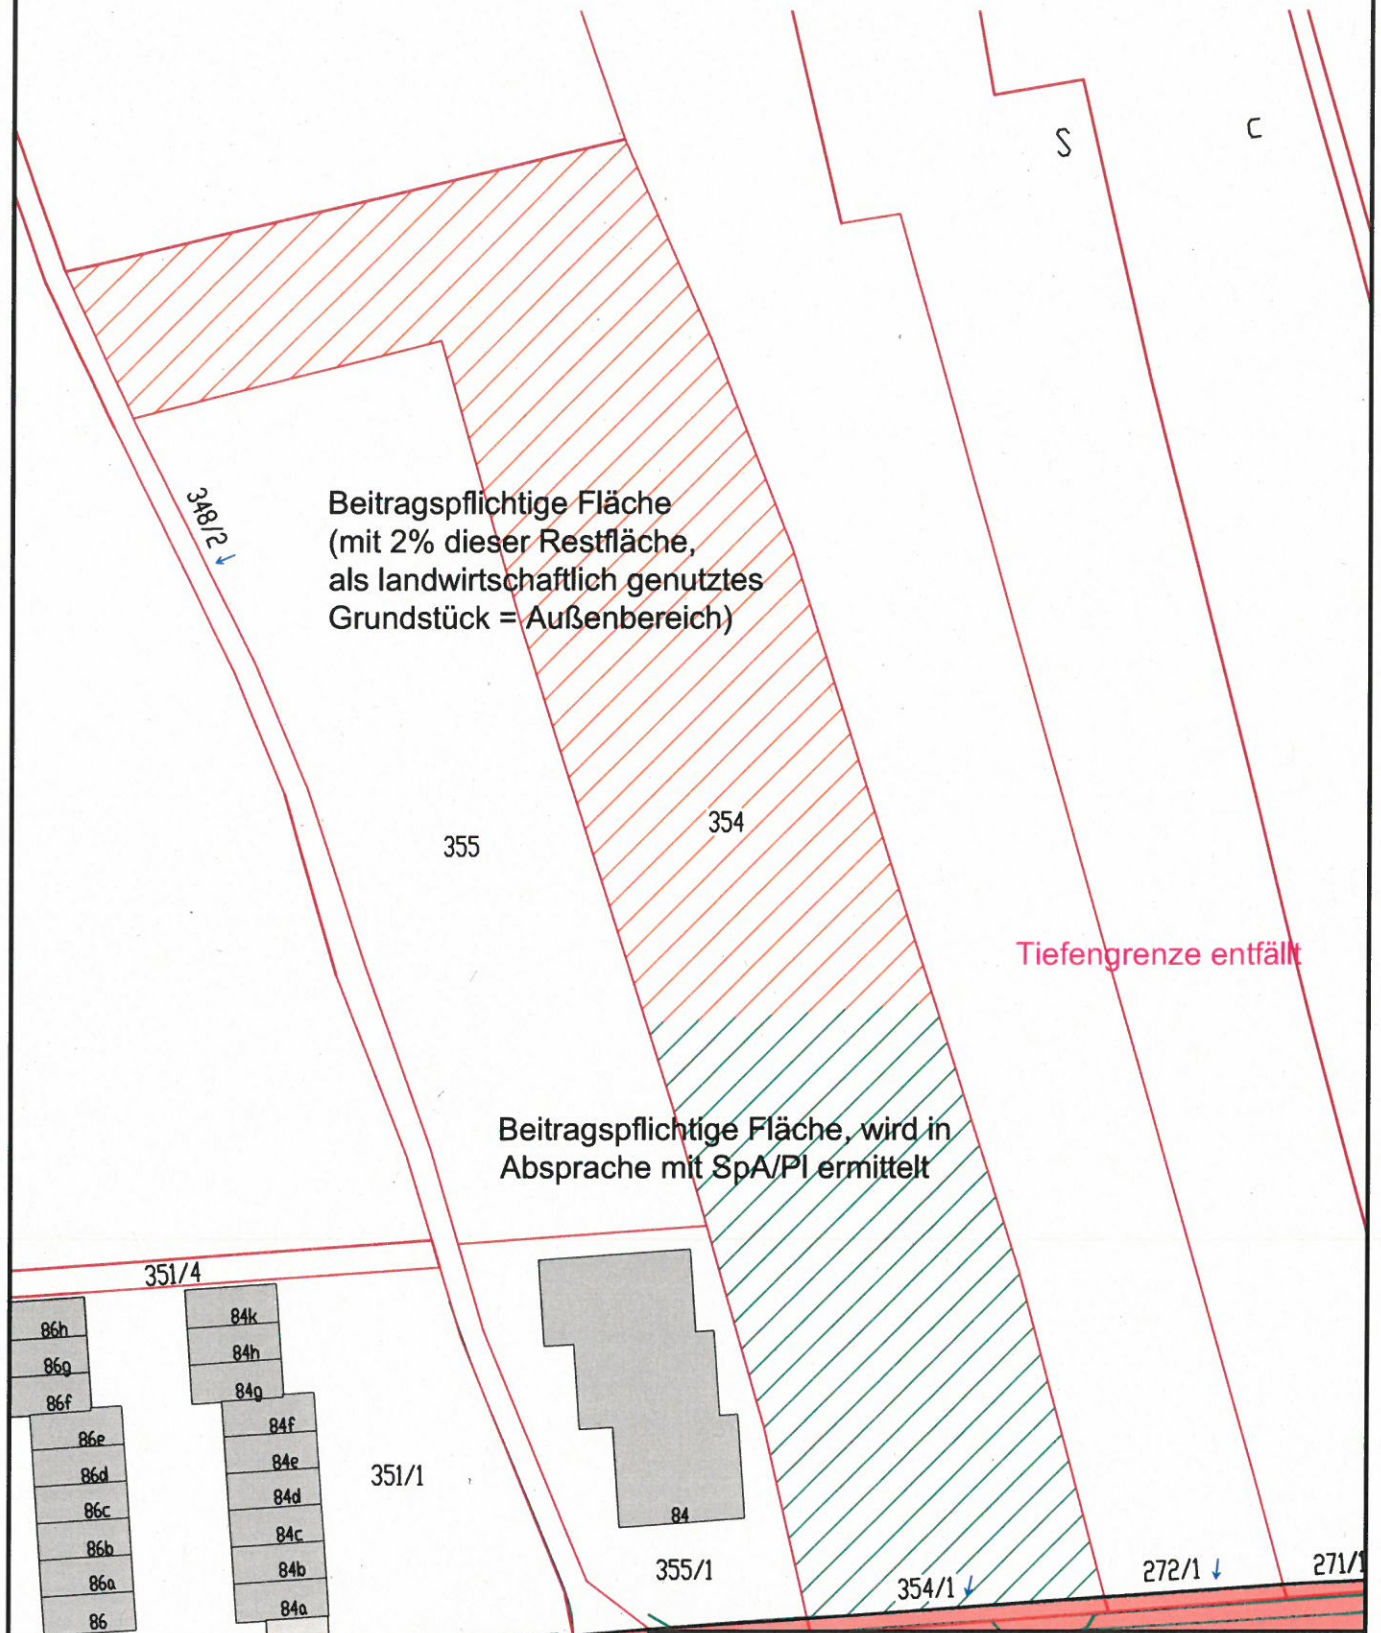 S
C
348/2
Beitragspflichtige Fläche
(mit 2% dieser Restfläche,
als landwirtschaftlich genutztes
Grundstück = Außenbereich)
354
355
Tiefengrenze entfällt
Beitragspflichtige Fläche, wird in
Absprache mit SpA/Pl ermittelt
351/4
86h
86g
86f
86e
86d
86c
86b
86a
86
84k
84h
84g
84f
84e
84d
84c
84b
84a
351/1
84
355/1
354/1
272/1
271/1